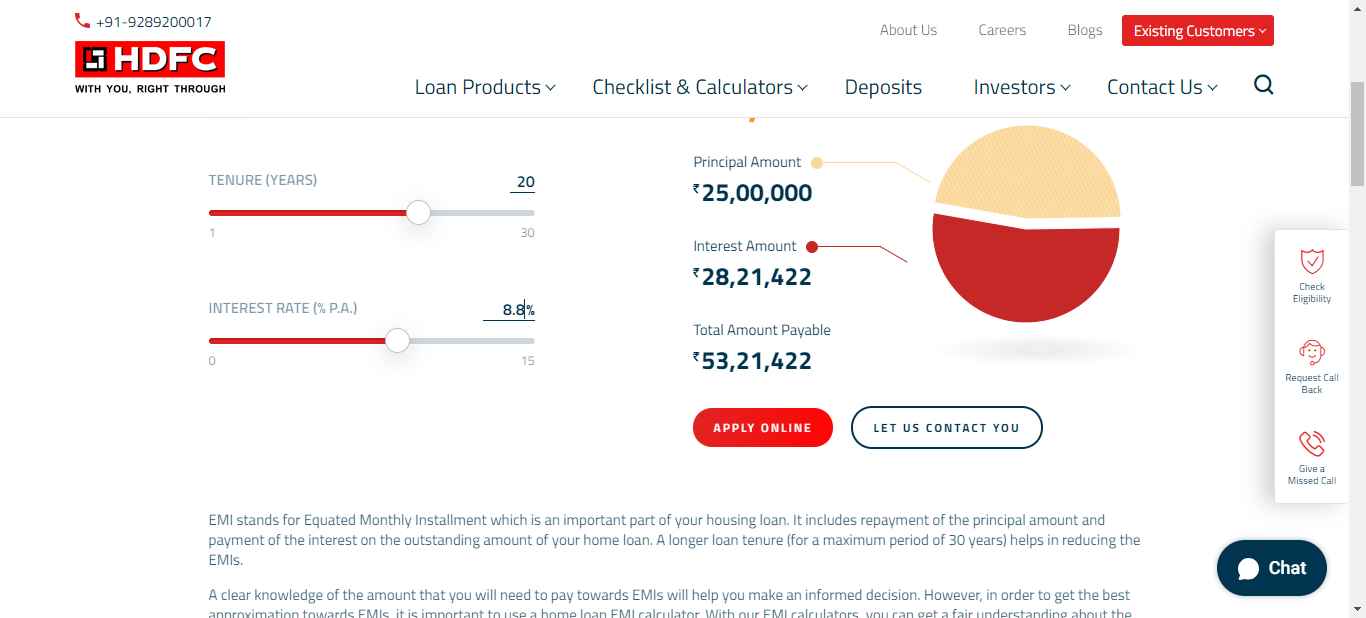 +91-9289200017
About Us
Careers
Blogs
Existing Customers
HDFC
WITH YOU, RIGHT THROUGH
Loan Products
Checklist & Calculators
Deposits
Investors
Contact Us
TENURE (YEARS)
20
1
30
INTEREST RATE (% P.A.)
8.8%
0
15
Principal Amount
₹25,00,000
Interest Amount
₹28,21,422
Total Amount Payable
₹53,21,422
APPLY ONLINE
LET US CONTACT YOU
Check
Eligibility
Request Call
Back
Give a
Missed Call
EMI stands for Equated Monthly Installment which is an important part of your housing loan. It includes repayment of the principal amount and
payment of the interest on the outstanding amount of your home loan. A longer loan tenure (for a maximum period of 30 years) helps in reducing the
EMIs.
Chat
A clear knowledge of the amount that you will need to pay towards EMIs will help you make an informed decision. However, in order to get the best
approximation towards EMIs, it is important to use a home loan EMI calculator. With our EMI calculators, you can get a fair understanding about the